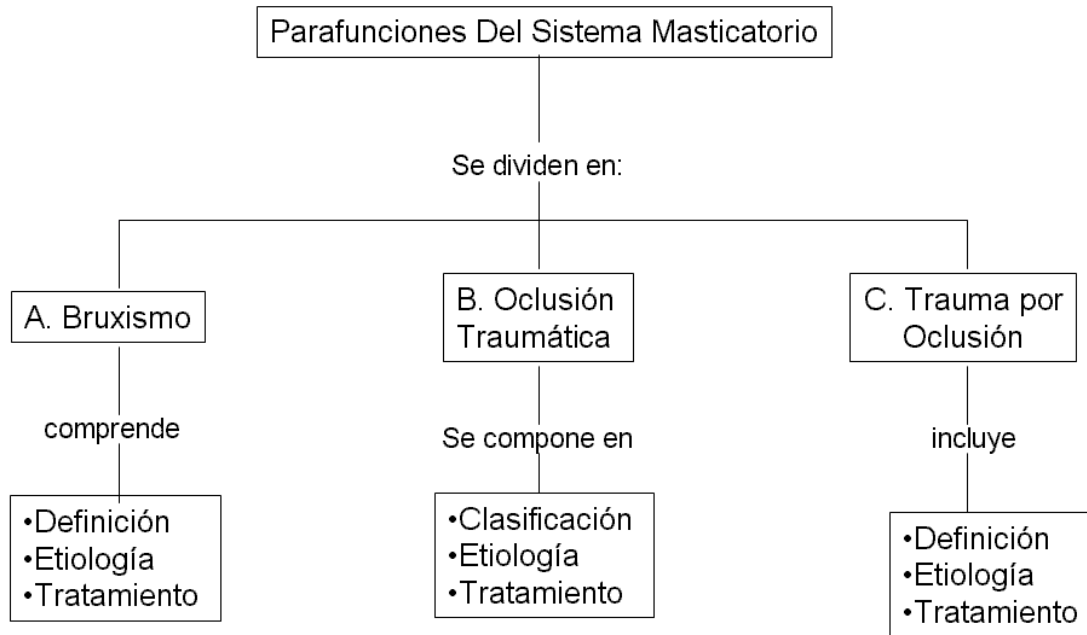 Parafunciones Del Sistema Masticatorio
Se dividen en:
A. Bruxismo
B. Oclusión
Traumática
C. Trauma por
Oclusión
comprende
Se compone en
incluye
•Definición
•Etiología
•Tratamiento
•Clasificación
•Etiología
•Tratamiento
•Definición
•Etiología
•Tratamiento